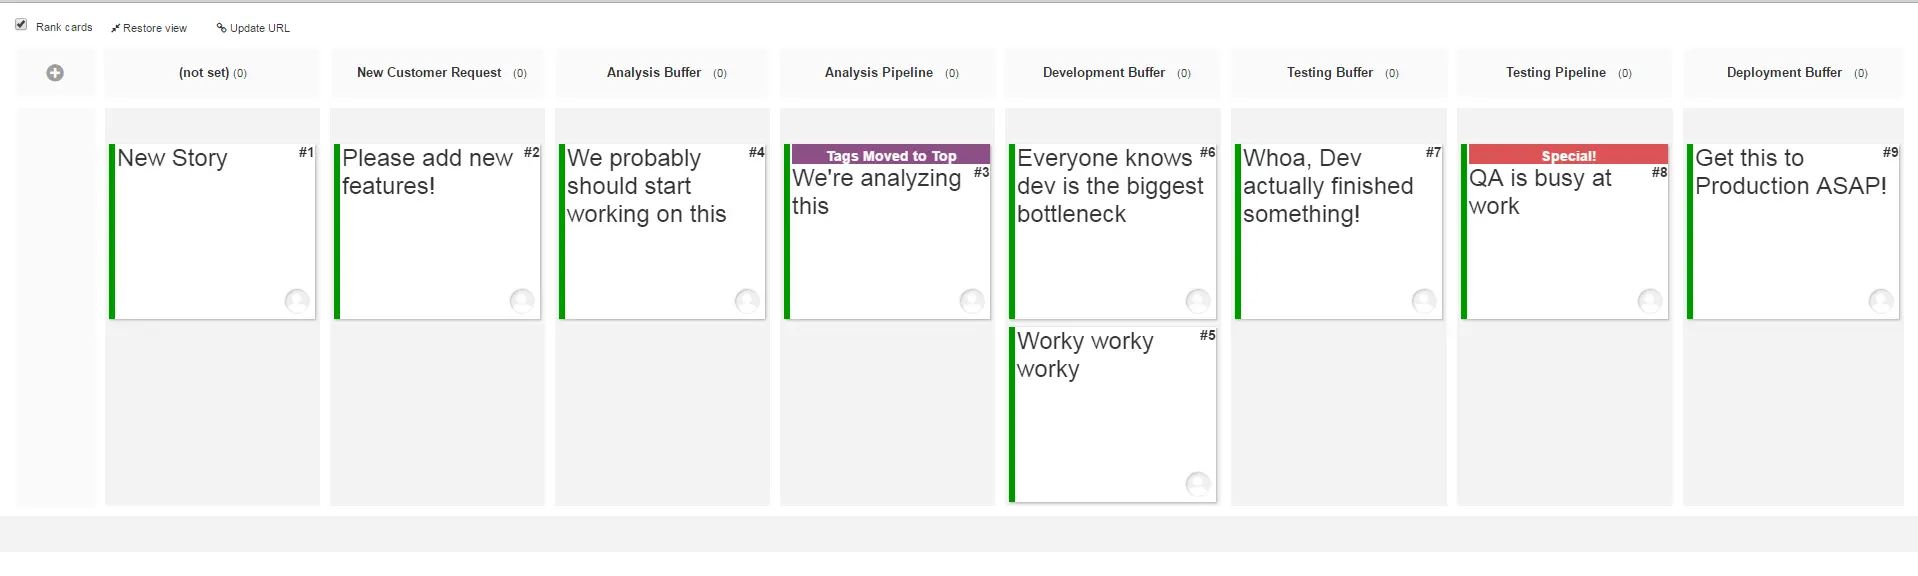 Rank cards Restore view Update URL
(not set) (0) New Customer Request (0) Analysis Buffer (0) Analysis Pipeline (0) Development Buffer (0) Testing Buffer (0) Testing Pipeline (0) Deployment Buffer (0)
New Story #1
Please add new #2
features!
We probably #4
should start
working on this
Tags Moved to Top
We're analyzing #3
this
Everyone knows #6
dev is the biggest
bottleneck
Worky worky #5
worky
Whoa, Dev #7
actually finished
something!
Special!
QA is busy at #8
work
Get this to #9
Production ASAP!